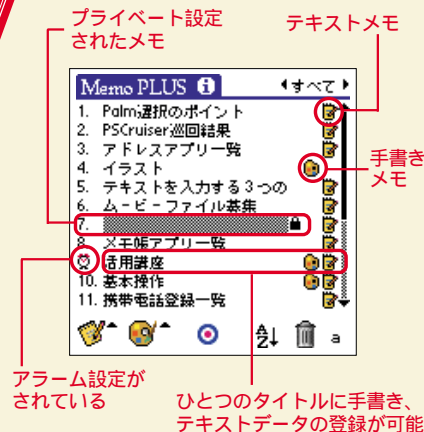 プライベート設定
されたメモ
テキストメモ
Memo PLUS i
すべて
1. Palm選択のポイント
2. PSCruiser巡回結果
3. アドレスアプリ一覧
4. イラスト
手書き
メモ
5. テキストを入力する3つの
6. ムービーファイル募集
7.
8. メモ帳アプリ一覧
活用講座
10. 基本操作
11. 携帯電話登録一覧
a
アラーム設定が
されている
ひとつのタイトルに手書き、
テキストデータの登録が可能